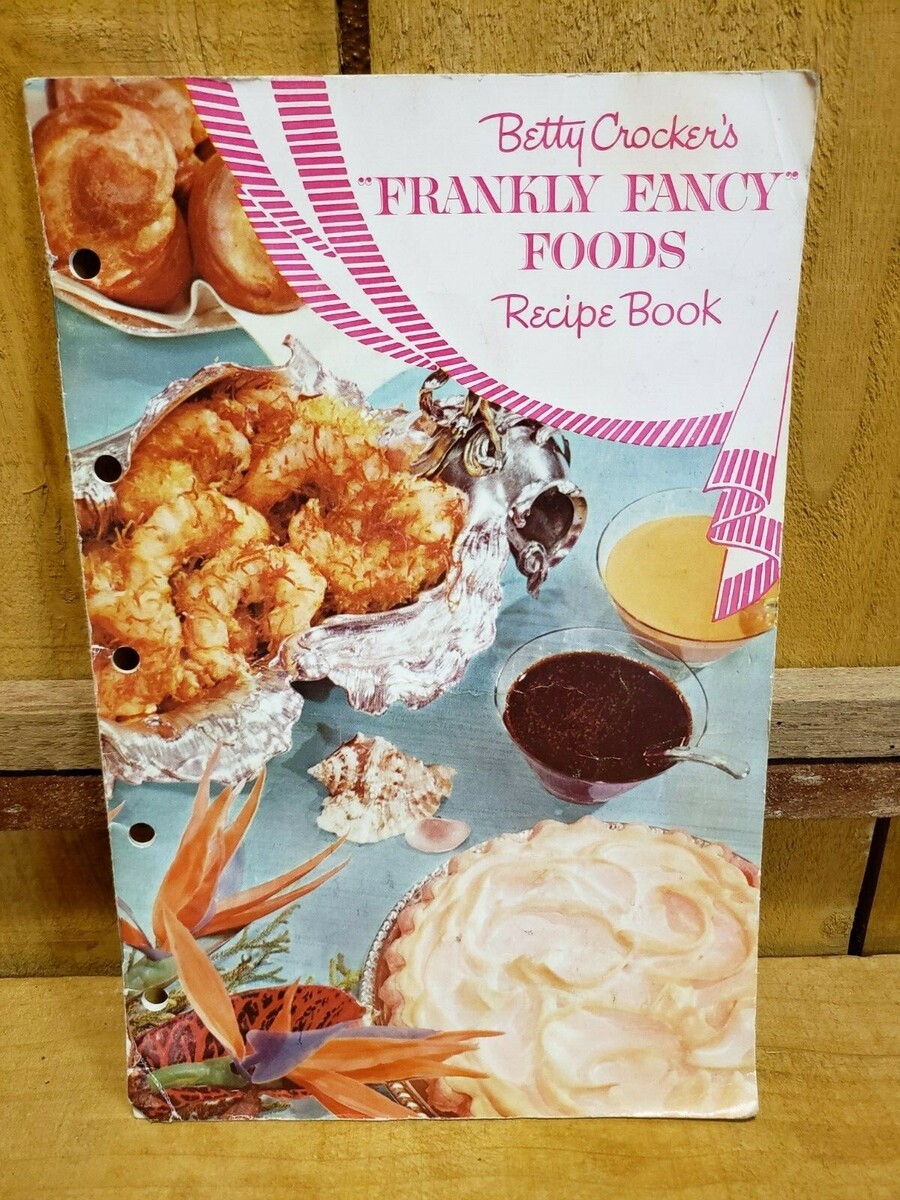 Betty Crocker's
"FRANKLY FANCY"
FOODS
Recipe Book